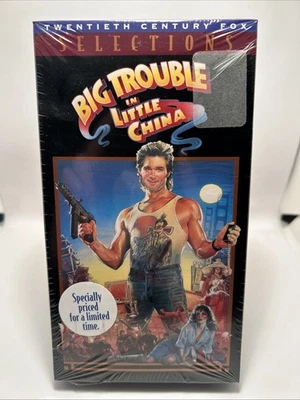 TWENTIETH CENTURY FOX
SELECTIONS
BIG TROUBLE
IN
LITTLE
CHINA
Specially
priced
for a limited
time.